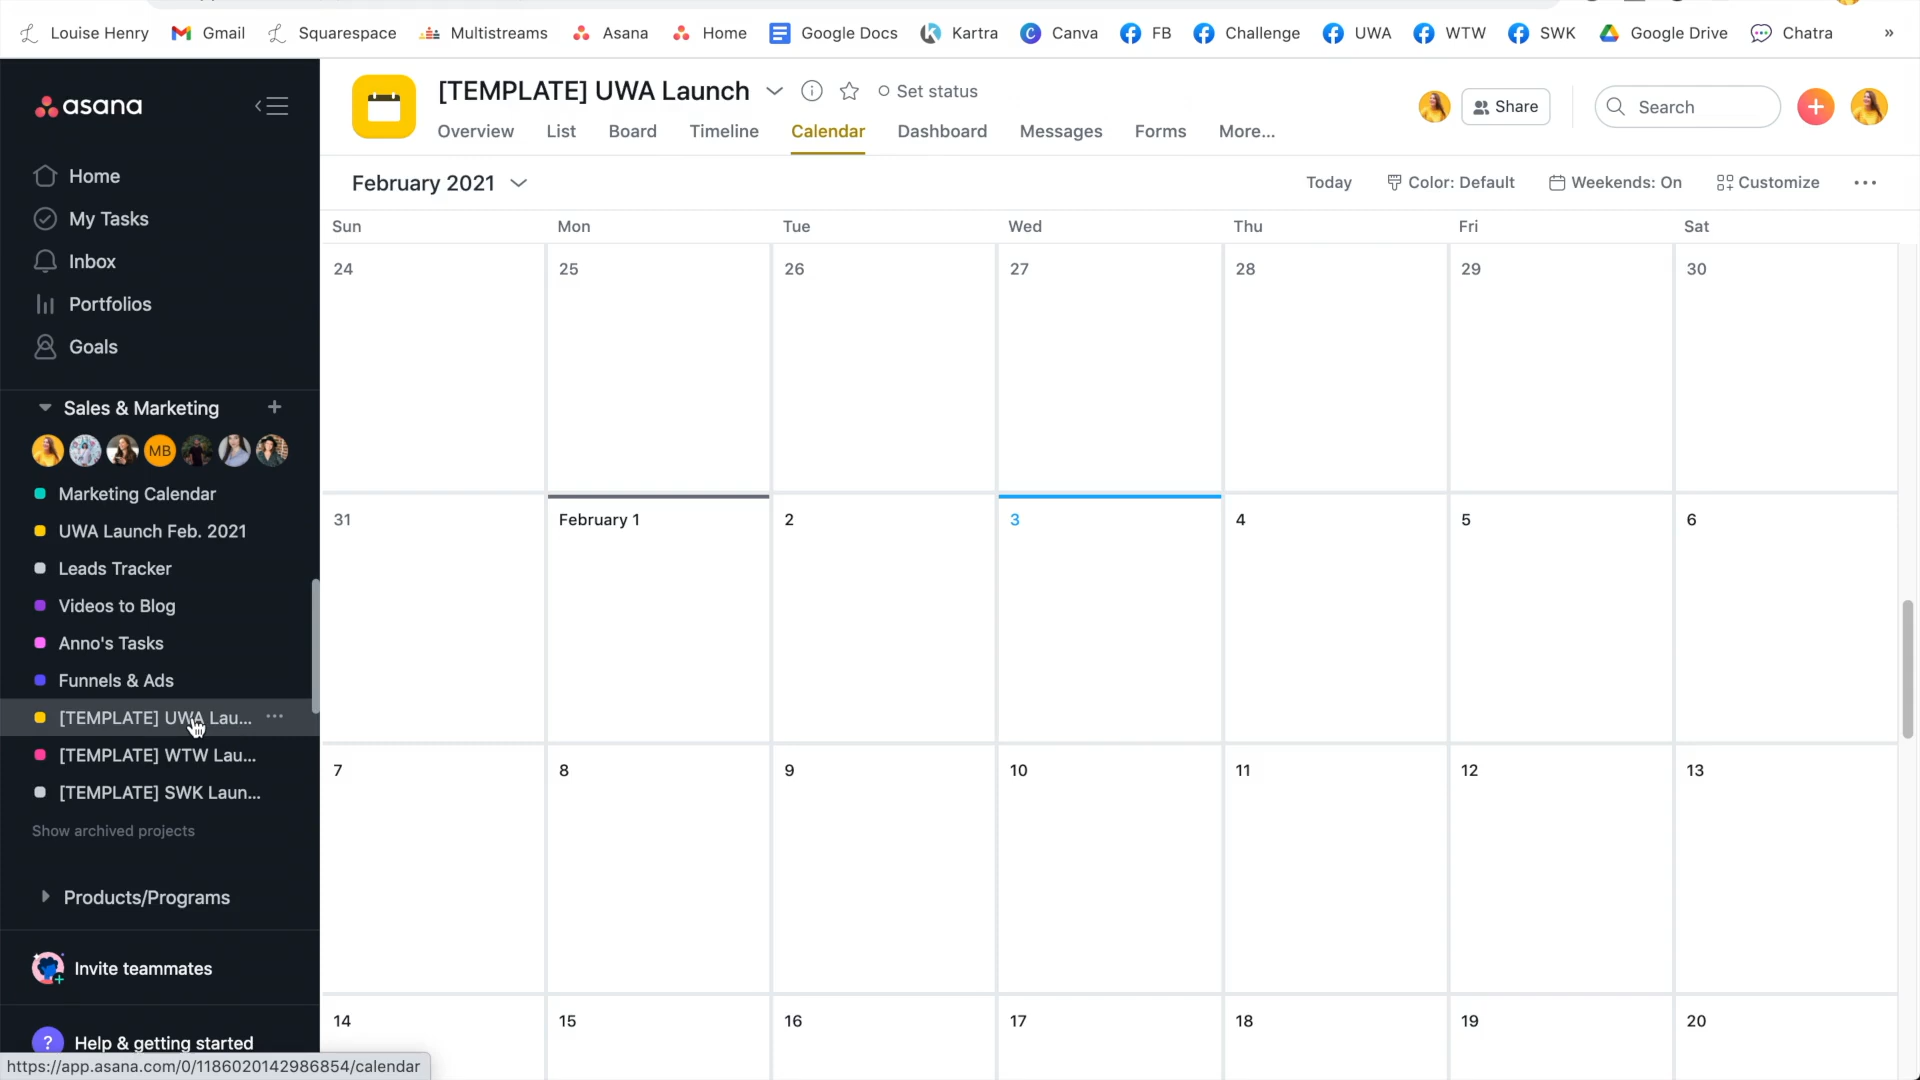 Louise Henry Gmail Squarespace Multistreams Asana Home Google Docs Kartra Canva FB Challenge UWA WTW SWK Google Drive Chatra »
asana
[TEMPLATE] UWA Launch Set status
Share Search
Overview List Board Timeline Calendar Dashboard Messages Forms More...
Home
My Tasks
Inbox
Portfolios
Goals
Sales & Marketing +
MB
Marketing Calendar
UWA Launch Feb. 2021
Leads Tracker
Videos to Blog
Anno's Tasks
Funnels & Ads
[TEMPLATE] UWA Lau... ...
[TEMPLATE] WTW Lau...
[TEMPLATE] SWK Laun...
Show archived projects
Products/Programs
Invite teammates
? Help & getting started
https://app.asana.com/0/1186020142986854/calendar
February 2021 Today Color: Default Weekends: On Customize ...
Sun Mon Tue Wed Thu Fri Sat
24 25 26 27 28 29 30
31 February 1 2 3 4 5 6
7 8 9 10 11 12 13
14 15 16 17 18 19 20